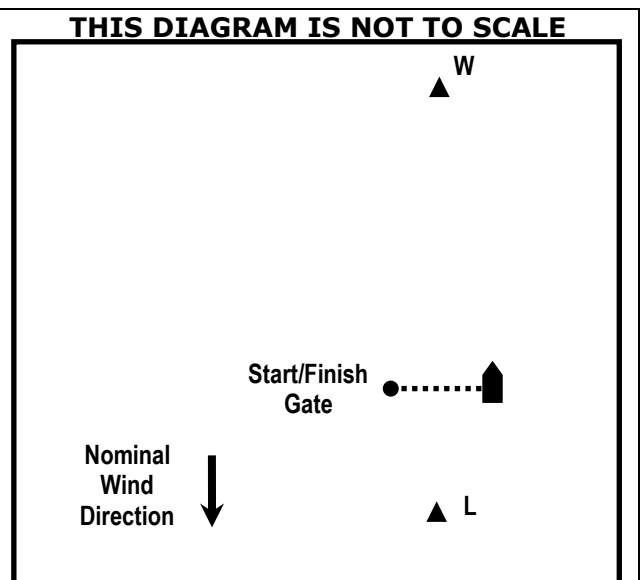 THIS DIAGRAM IS NOT TO SCALE
W
Start/Finish
Gate
Nominal
Wind
Direction
L